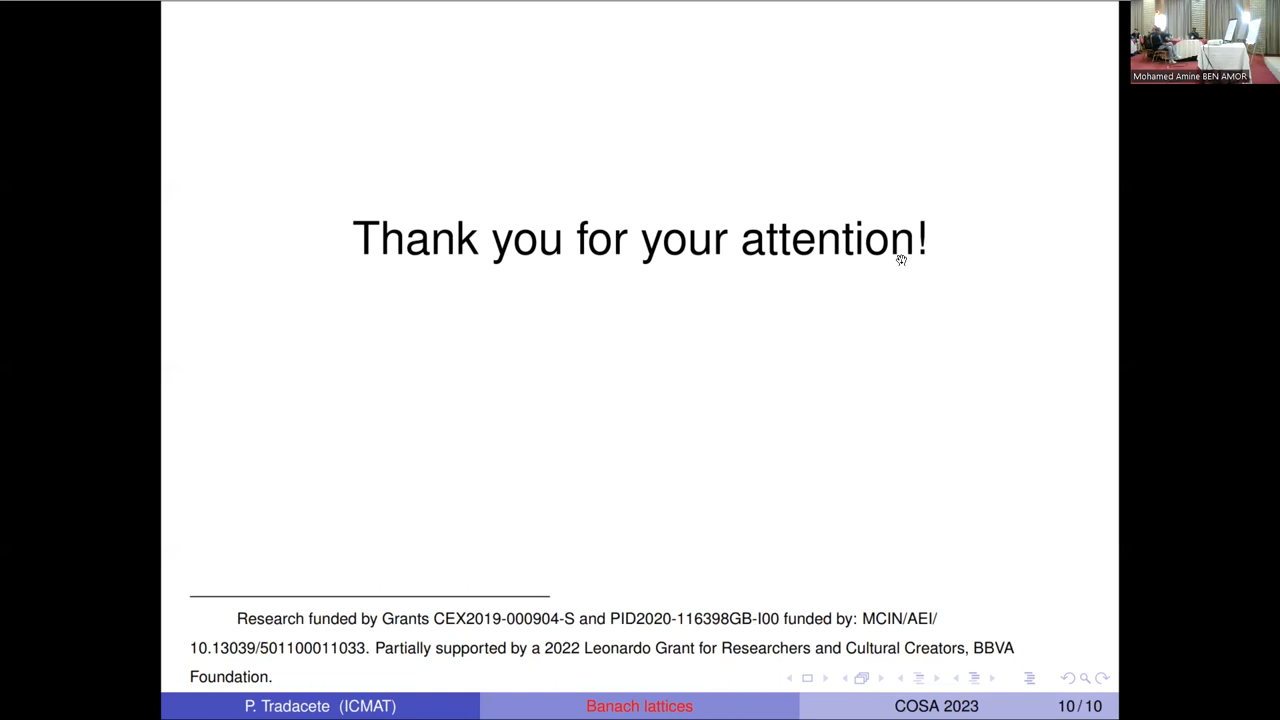 Mohamed Amine BEN AMOR
Thank you for your attention!
Research funded by Grants CEX2019-000904-S and PID2020-116398GB-I00 funded by: MCIN/AEI/
10.13039/501100011033. Partially supported by a 2022 Leonardo Grant for Researchers and Cultural Creators, BBVA
Foundation.
P. Tradacete (ICMAT) Banach lattices COSA 2023 10/10